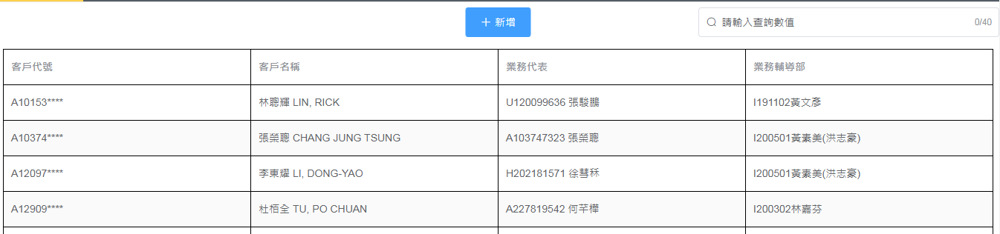 + 新增
請輸入查詢數值 0/40
客戶代號 客戶名稱 業務代表 業務輔導部
A10153**** 林聰輝 LIN, RICK U120099636 張駿鵬 I191102黃文彥
A10374**** 張榮聰 CHANG JUNG TSUNG A103747323 張榮聰 I200501黃素美(洪志豪)
A12097**** 李東耀 LI, DONG-YAO H202181571 徐彗秝 I200501黃素美(洪志豪)
A12909**** 杜栢全 TU, PO CHUAN A227819542 何芊樺 I200302林嘉芬